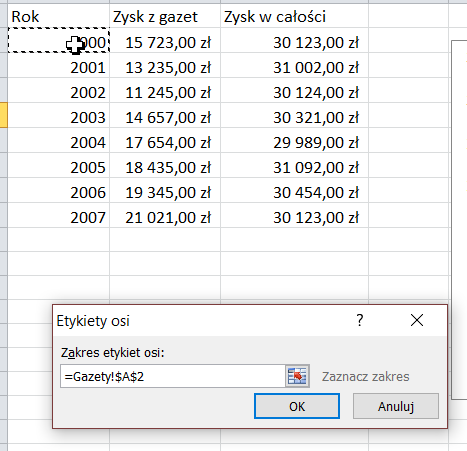 Rok Zysk z gazet Zysk w całości
15 723,00 zł 30 123,00 zł
2001 13 235,00 zł 31 002,00 zł
2002 11 245,00 zł 30 124,00 zł
2003 14 657,00 zł 30 321,00 zł
2004 17 654,00 zł 29 989,00 zł
2005 18 435,00 zł 31 092,00 zł
2006 19 345,00 zł 30 454,00 zł
2007 21 021,00 zł 30 123,00 zł
Etykiety osi ?
Zakres etykiet osi:
=Gazety!$A$2 Zaznacz zakres
OK Anuluj